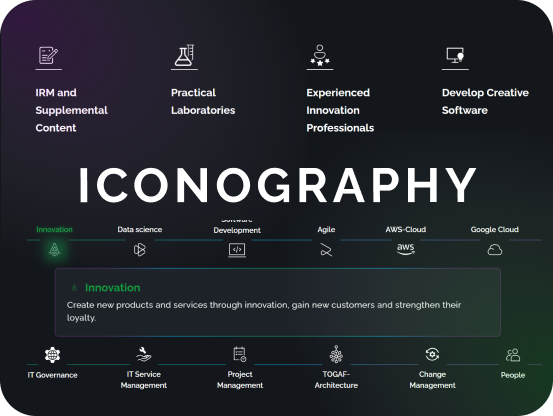 IRM and
Supplemental
Content
Practical
Laboratories
Experienced
Innovation
Professionals
Develop Creative
Software
ICONOGRAPHY
Innovation
Data science
Software
Development
Agile
AWS-Cloud
Google Cloud
aws
Innovation
Create new products and services through innovation, gain new customers and strengthen their
loyalty.
IT Governance
IT Service
Management
Project
Management
TOGAF-
Architecture
Change
Management
People